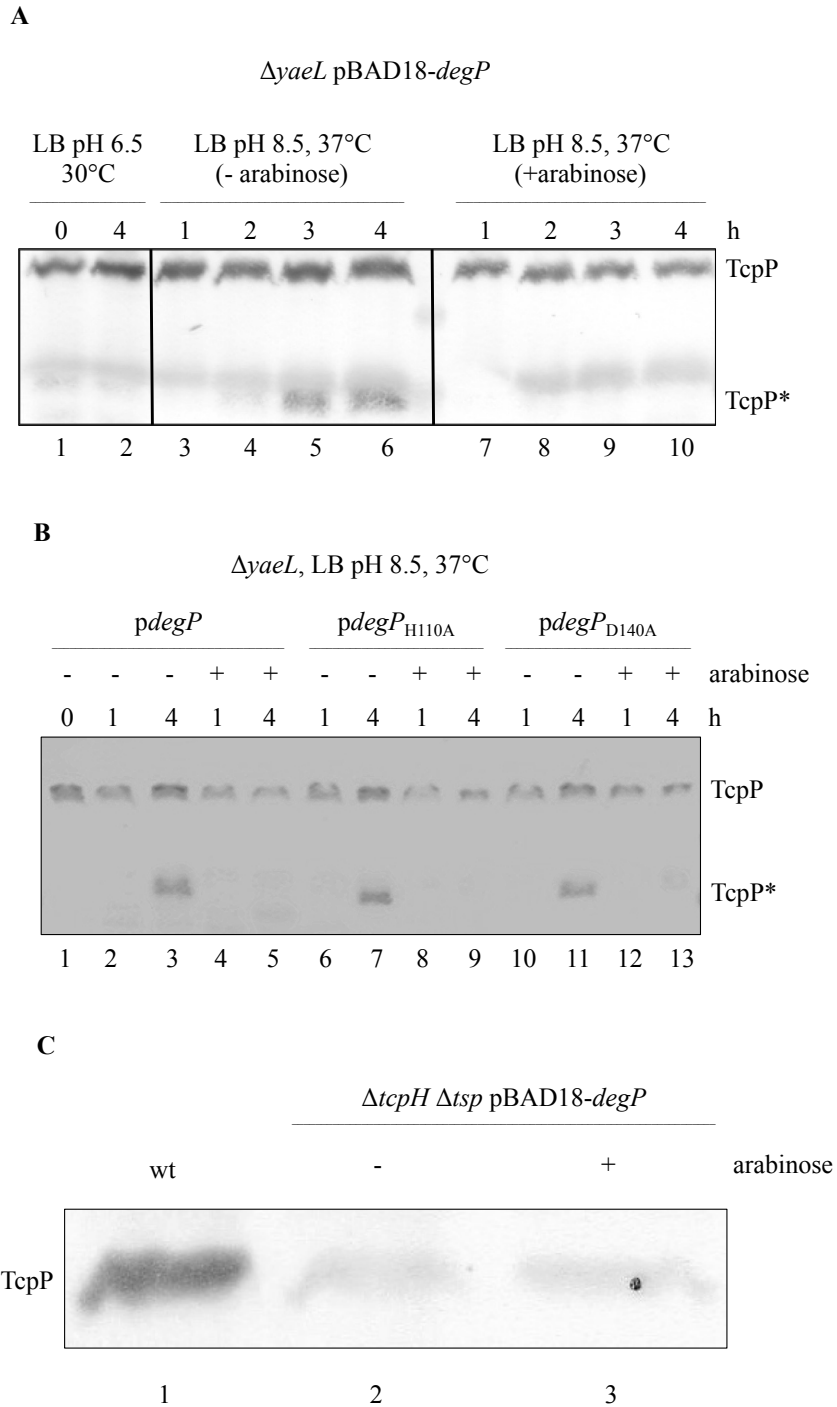 A
ΔyaeL pBAD18-degP
LB pH 6.5 LB pH 8.5, 37°C LB pH 8.5, 37°C
30°C (- arabinose) (+arabinose)
0 4 1 2 3 4 1 2 3 4 h
TcpP
TcpP*
1 2 3 4 5 6 7 8 9 10
B
ΔyaeL, LB pH 8.5, 37°C
pdegP pdegPH110A pdegPD140A
- - - + + - - + + - - + + arabinose
0 1 4 1 4 1 4 1 4 1 4 1 4 h
TcpP
TcpP*
1 2 3 4 5 6 7 8 9 10 11 12 13
C
ΔtcpH Δtsp pBAD18-degP
wt - + arabinose
TcpP
1 2 3